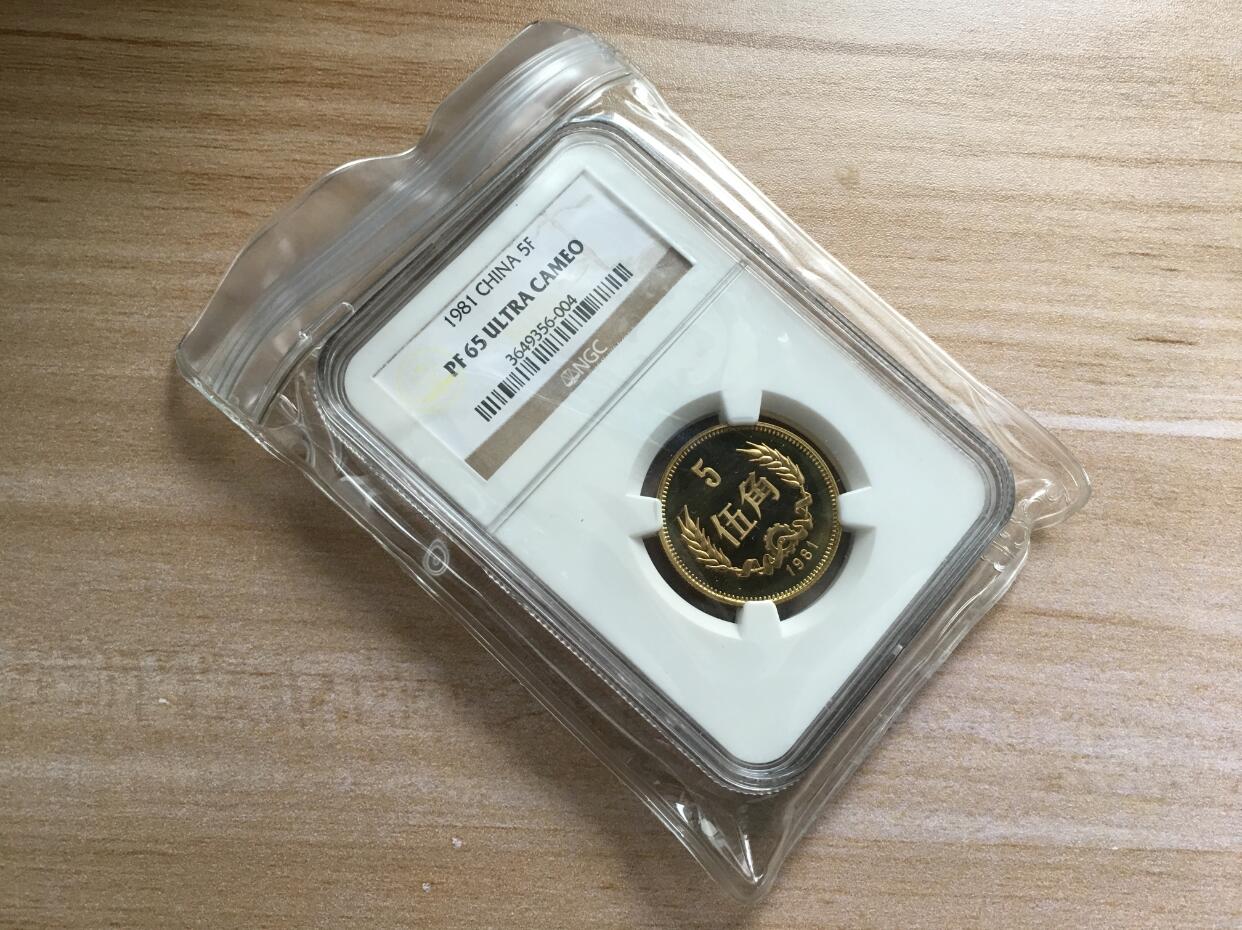 1981 CHINA 5F
PF 65 ULTRA CAMEO
3649356-004
NGC
5
伍角
1981